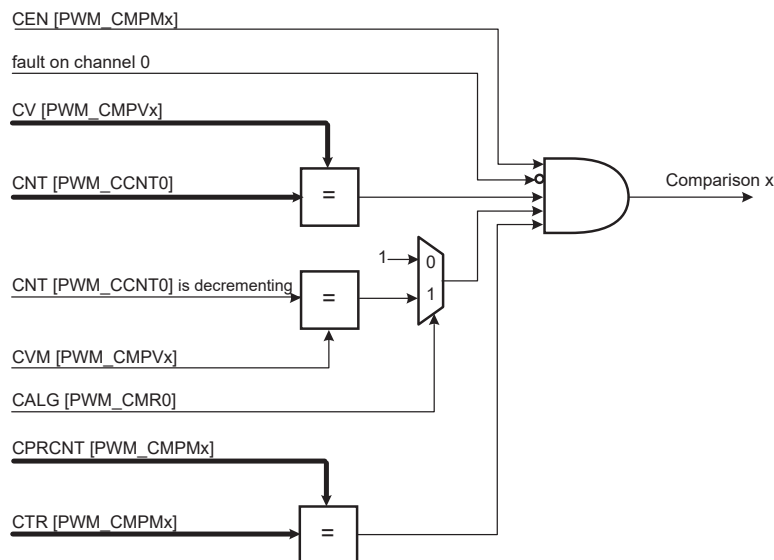 CEN [PWM_CMPMx]
fault on channel 0
CV [PWM_CMPVx]
CNT [PWM_CCNT0]
=
Comparison x
1
0
CNT [PWM_CCNT0] is decrementing
=
1
CVM [PWM_CMPVx]
CALG [PWM_CMR0]
CPRCNT [PWM_CMPMx]
CTR [PWM_CMPMx]
=